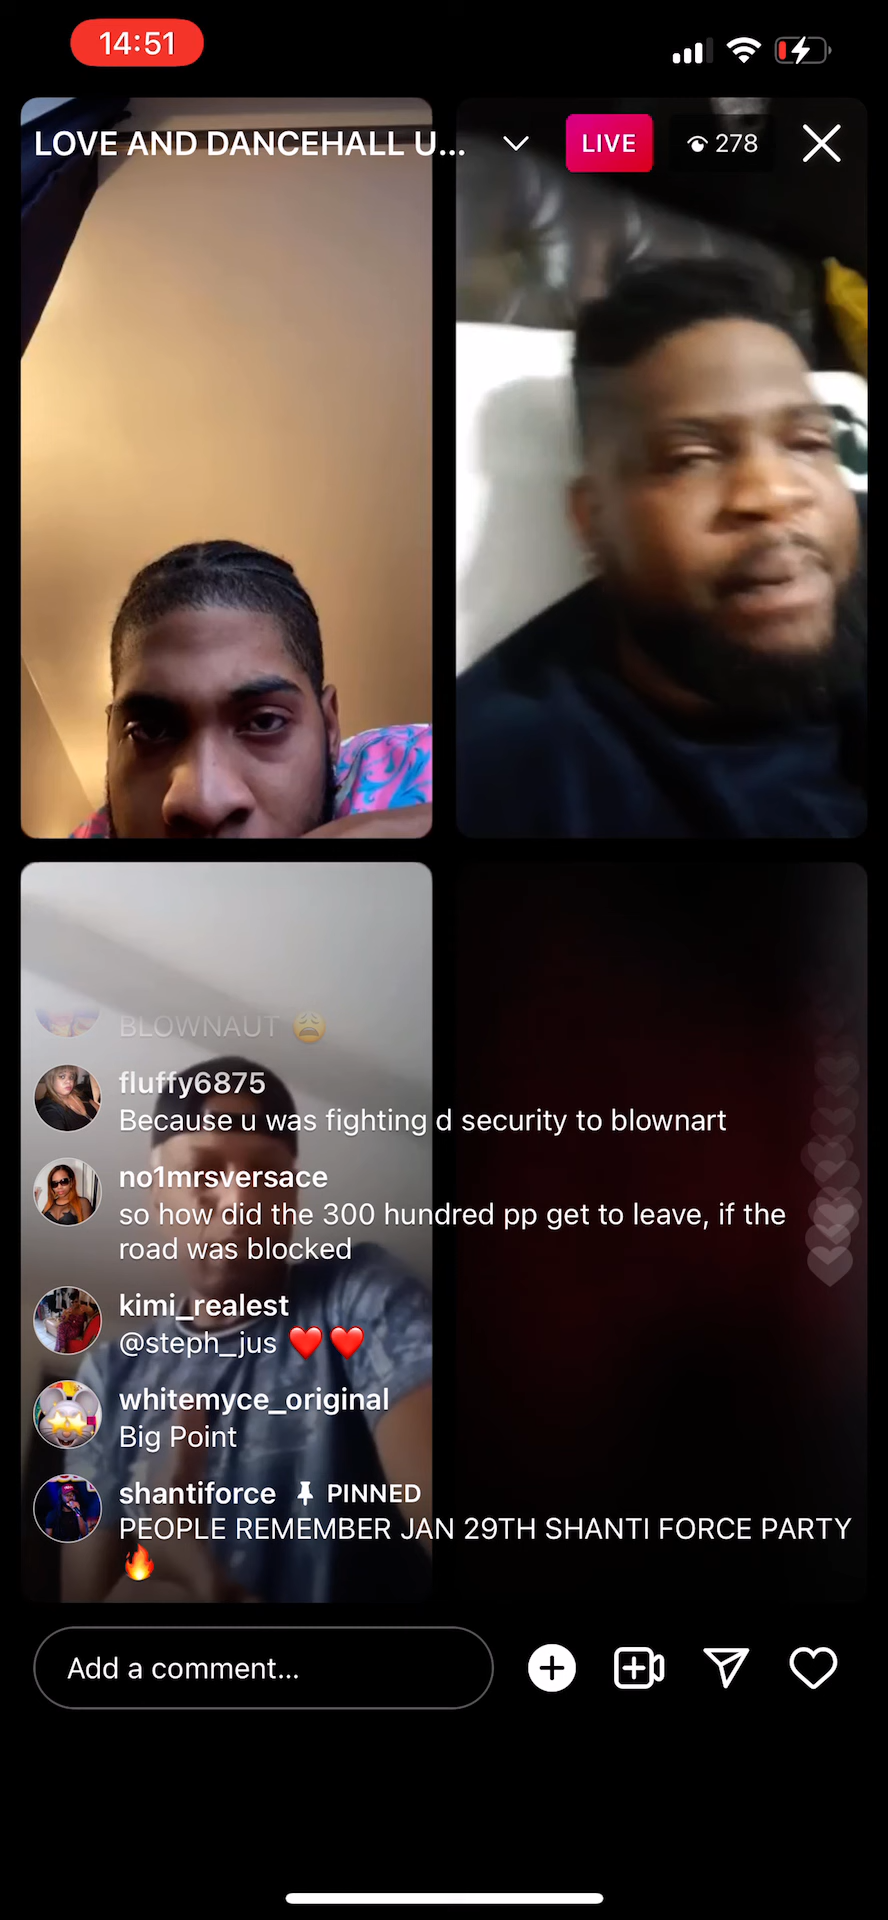 14:51
LOVE AND DANCEHALL U...
LIVE
278
BLOWNAUT 😩
fluffy6875
Because u was fighting d security to blownart
no1mrsversace
so how did the 300 hundred pp get to leave, if the
road was blocked
kimi_realest
@steph_jus ❤️❤️
whitemyce_original
Big Point
shantiforce PINNED
PEOPLE REMEMBER JAN 29TH SHANTI FORCE PARTY
🔥
Add a comment...